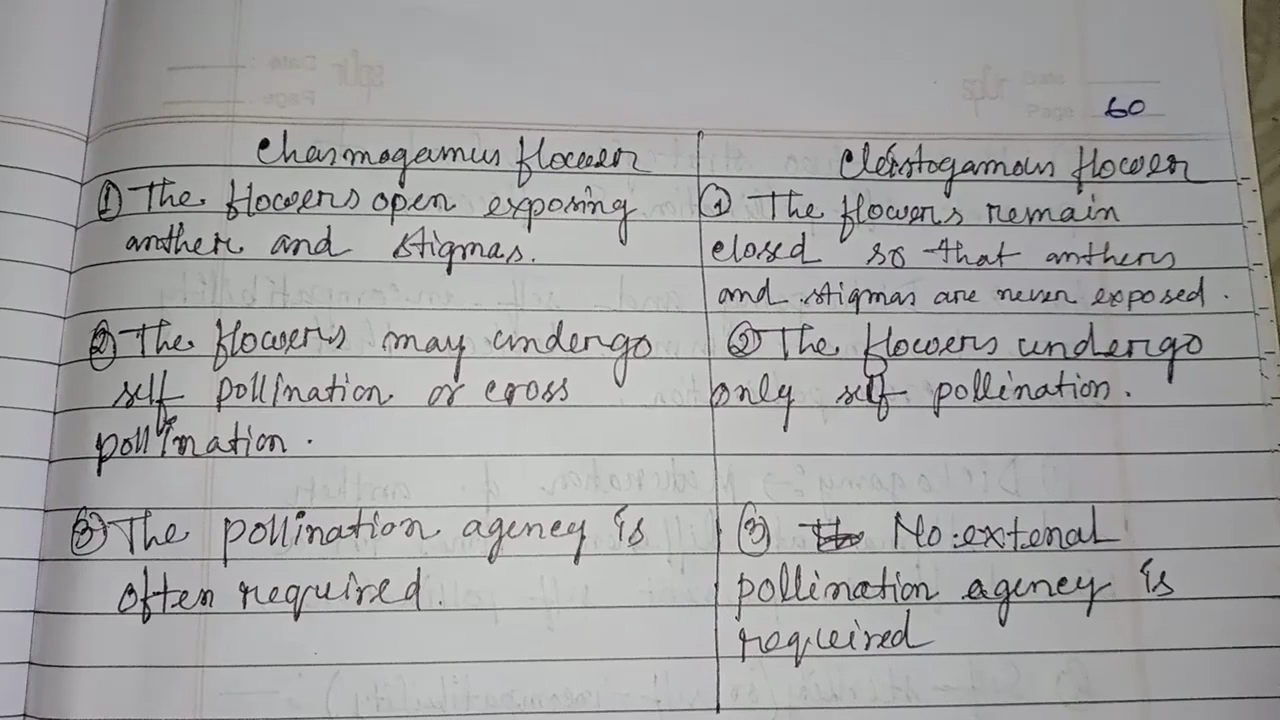 60
Chasmogamus flower
① The flowers open exposing
anther and stigmas.
② The flowers may undergo
self pollination or cross
pollination.
③ The pollination agency is
often required.
Cleistogamous flower
① The flowers remain
closed so that anthers
and stigmas are never exposed.
② The flowers undergo
only self pollination.
③ No extenal
pollination agency is
required